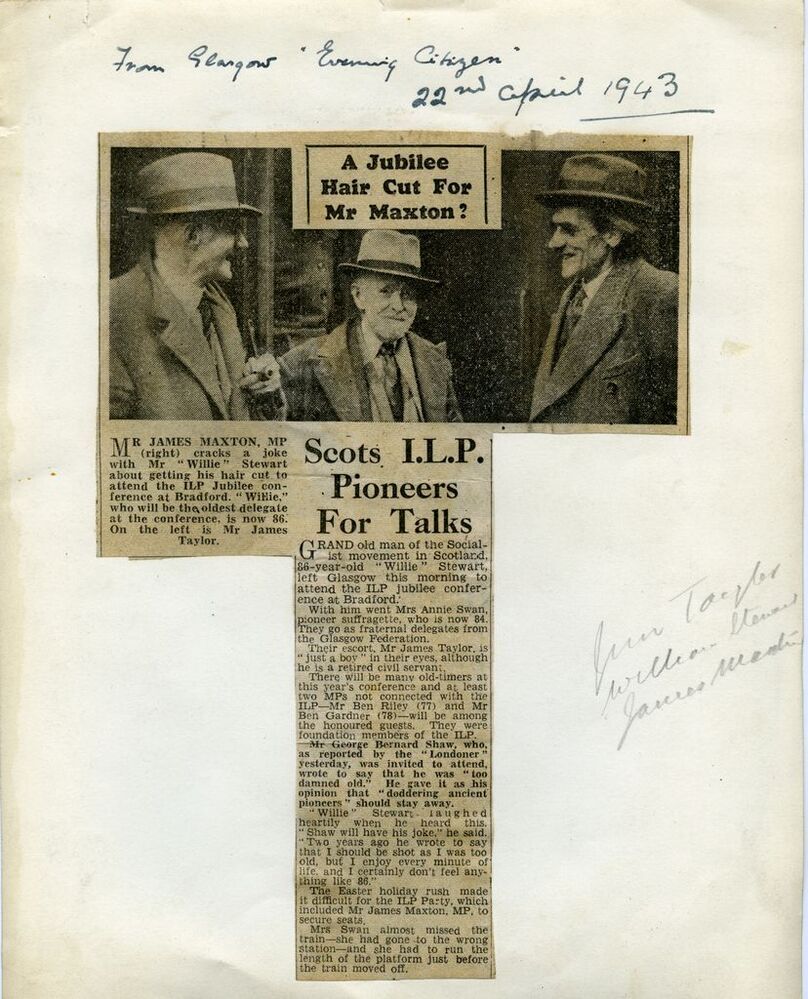 From Glasgow "Evening Citizen"
22nd April 1943
A Jubilee
Hair Cut For
Mr Maxton?
MR JAMES MAXTON, MP
(right) cracks a joke
with Mr "Willie" Stewart
about getting his hair cut to
attend the ILP Jubilee con-
ference at Bradford. "Willie,"
who will be the oldest delegate
at the conference, is now 86.
On the left is Mr James
Taylor.
Scots I.L.P.
Pioneers
For Talks
GRAND old man of the Social-
ist movement in Scotland,
86-year-old "Willie" Stewart,
left Glasgow this morning to
attend the ILP jubilee confer-
ence at Bradford.
With him went Mrs Annie Swan,
pioneer suffragette, who is now 84.
They go as fraternal delegates from
the Glasgow Federation.
Their escort, Mr James Taylor, is
"just a boy" in their eyes, although
he is a retired civil servant.
There will be many old-timers at
this year's conference and at least
two MPs not connected with the
ILP—Mr Ben Riley (77) and Mr
Ben Gardner (78)—will be among
the honoured guests. They were
foundation members of the ILP.
Mr George Bernard Shaw, who,
as reported by the "Londoner"
yesterday, was invited to attend,
wrote to say that he was "too
damned old." He gave it as his
opinion that "doddering ancient
pioneers" should stay away.
"Willie" Stewart laughed
heartily when he heard this.
"Shaw will have his joke," he said.
"Two years ago he wrote to say
that I should be shot as I was too
old, but I enjoy every minute of
life, and I certainly don't feel any-
thing like 86."
The Easter holiday rush made
it difficult for the ILP Party, which
included Mr James Maxton, MP, to
secure seats.
Mrs Swan almost missed the
train—she had gone to the wrong
station—and she had to run the
length of the platform just before
the train moved off.
Jim Taylor
William Stewart
James Maxton